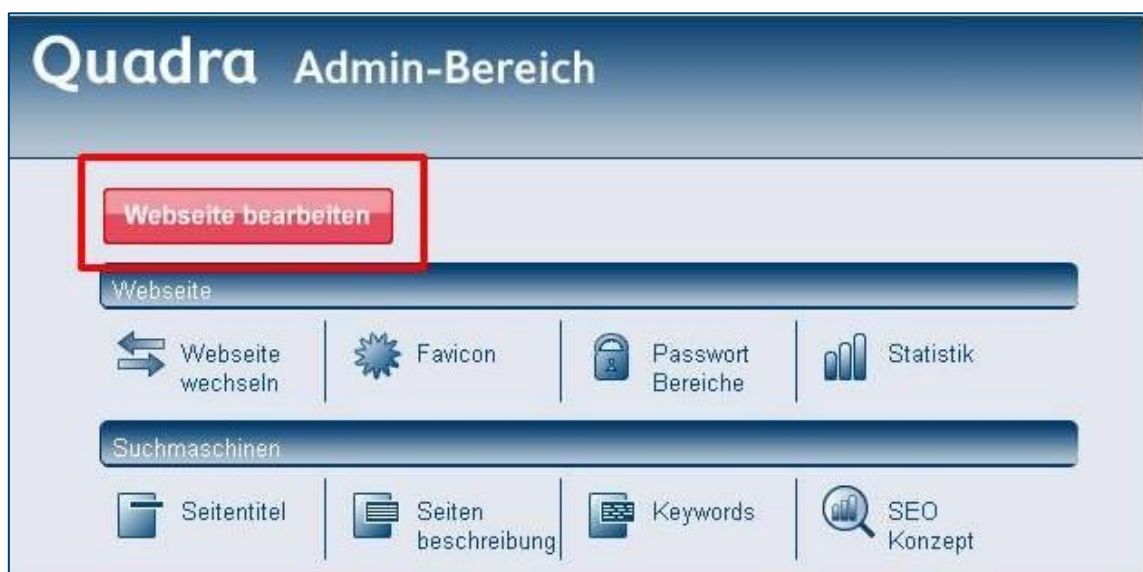 Quadra Admin-Bereich
Webseite bearbeiten
Webseite
Webseite
wechseln
Favicon
Passwort
Bereiche
Statistik
Suchmaschinen
Seitentitel
Seiten
beschreibung
Keywords
SEO
Konzept